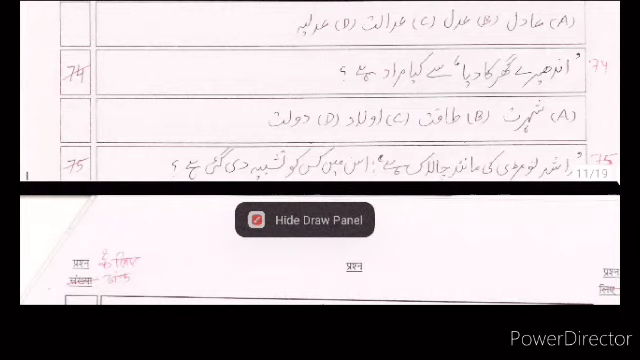 (A) عادل (B) عدل (C) عدالت (D) عدلیہ
74 "اندھیرے گھر کا دیا" سے کیا مراد ہے ؟ 74
(A) شہرت (B) طاقت (C) اولاد (D) دولت
75 "راشد لومڑی کی مانند چالاک ہے" : اس میں کس کو تشبیہ دی گئی ہے ؟ 75
11/19
Hide Draw Panel
प्रश्न
संख्या
प्रश्न
प्रश्न
लिए
PowerDirector